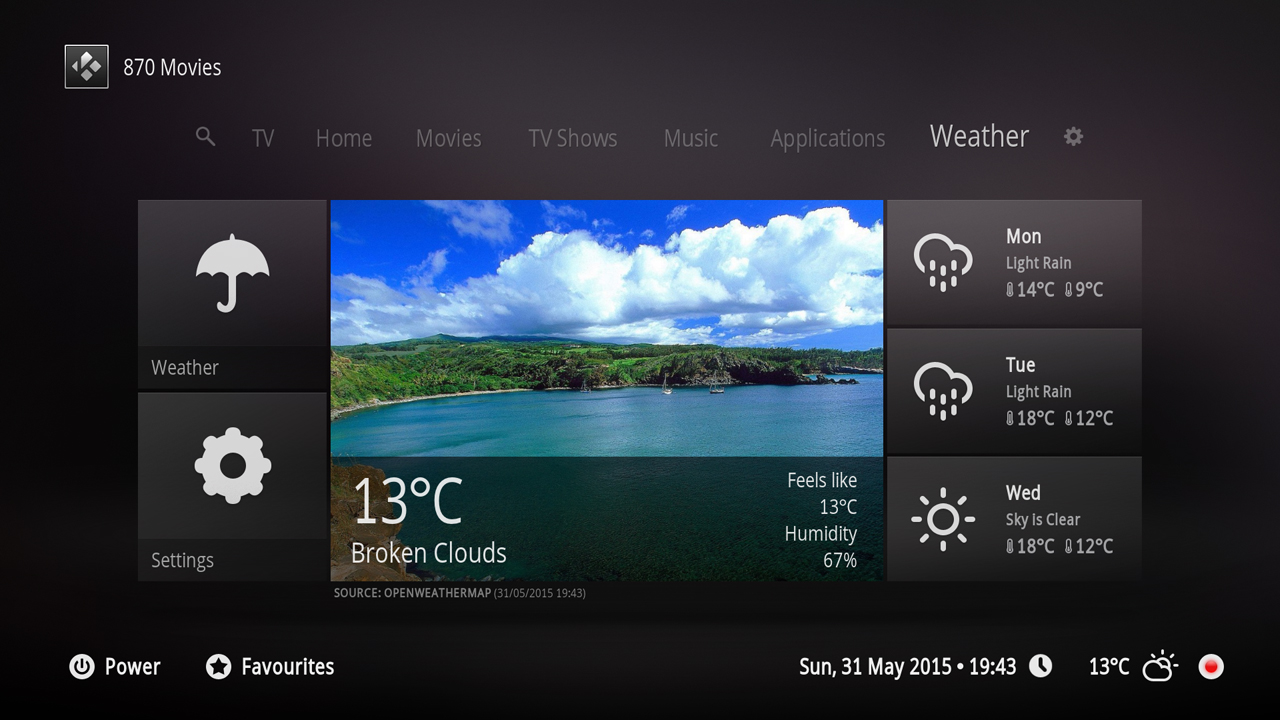 870 Movies
TV Home Movies TV Shows Music Applications Weather
Weather
Settings
13°C
Broken Clouds
Feels like
13°C
Humidity
67%
SOURCE: OPENWEATHERMAP (31/05/2015 19:43)
Mon
Light Rain
14°C 9°C
Tue
Light Rain
18°C 12°C
Wed
Sky is Clear
18°C 12°C
Power Favourites Sun, 31 May 2015 • 19:43 13°C